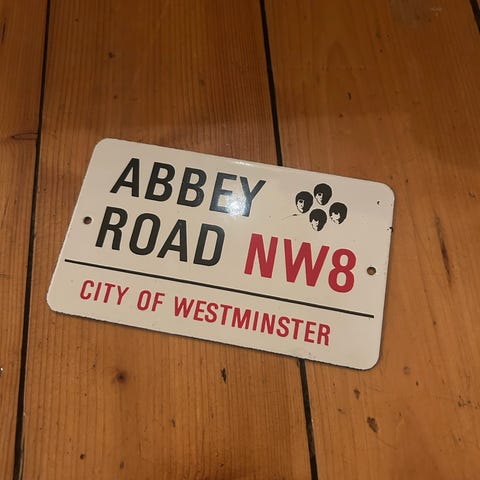 ABBEY
ROAD NW8
CITY OF WESTMINSTER